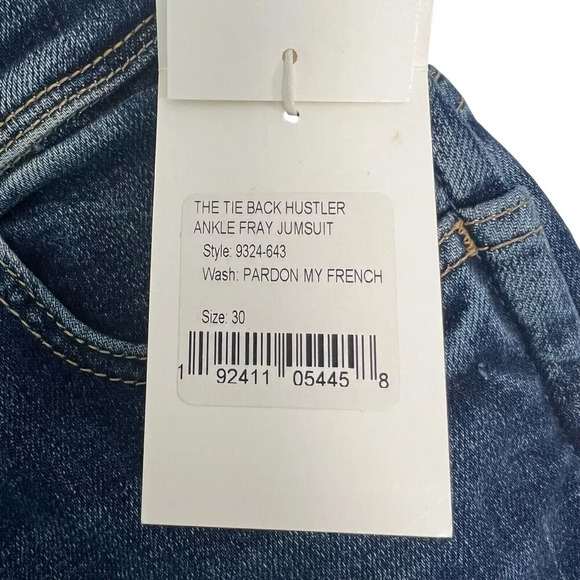 THE TIE BACK HUSTLER
ANKLE FRAY JUMSUIT
Style: 9324-643
Wash: PARDON MY FRENCH
Size: 30
1 92411 05445 8